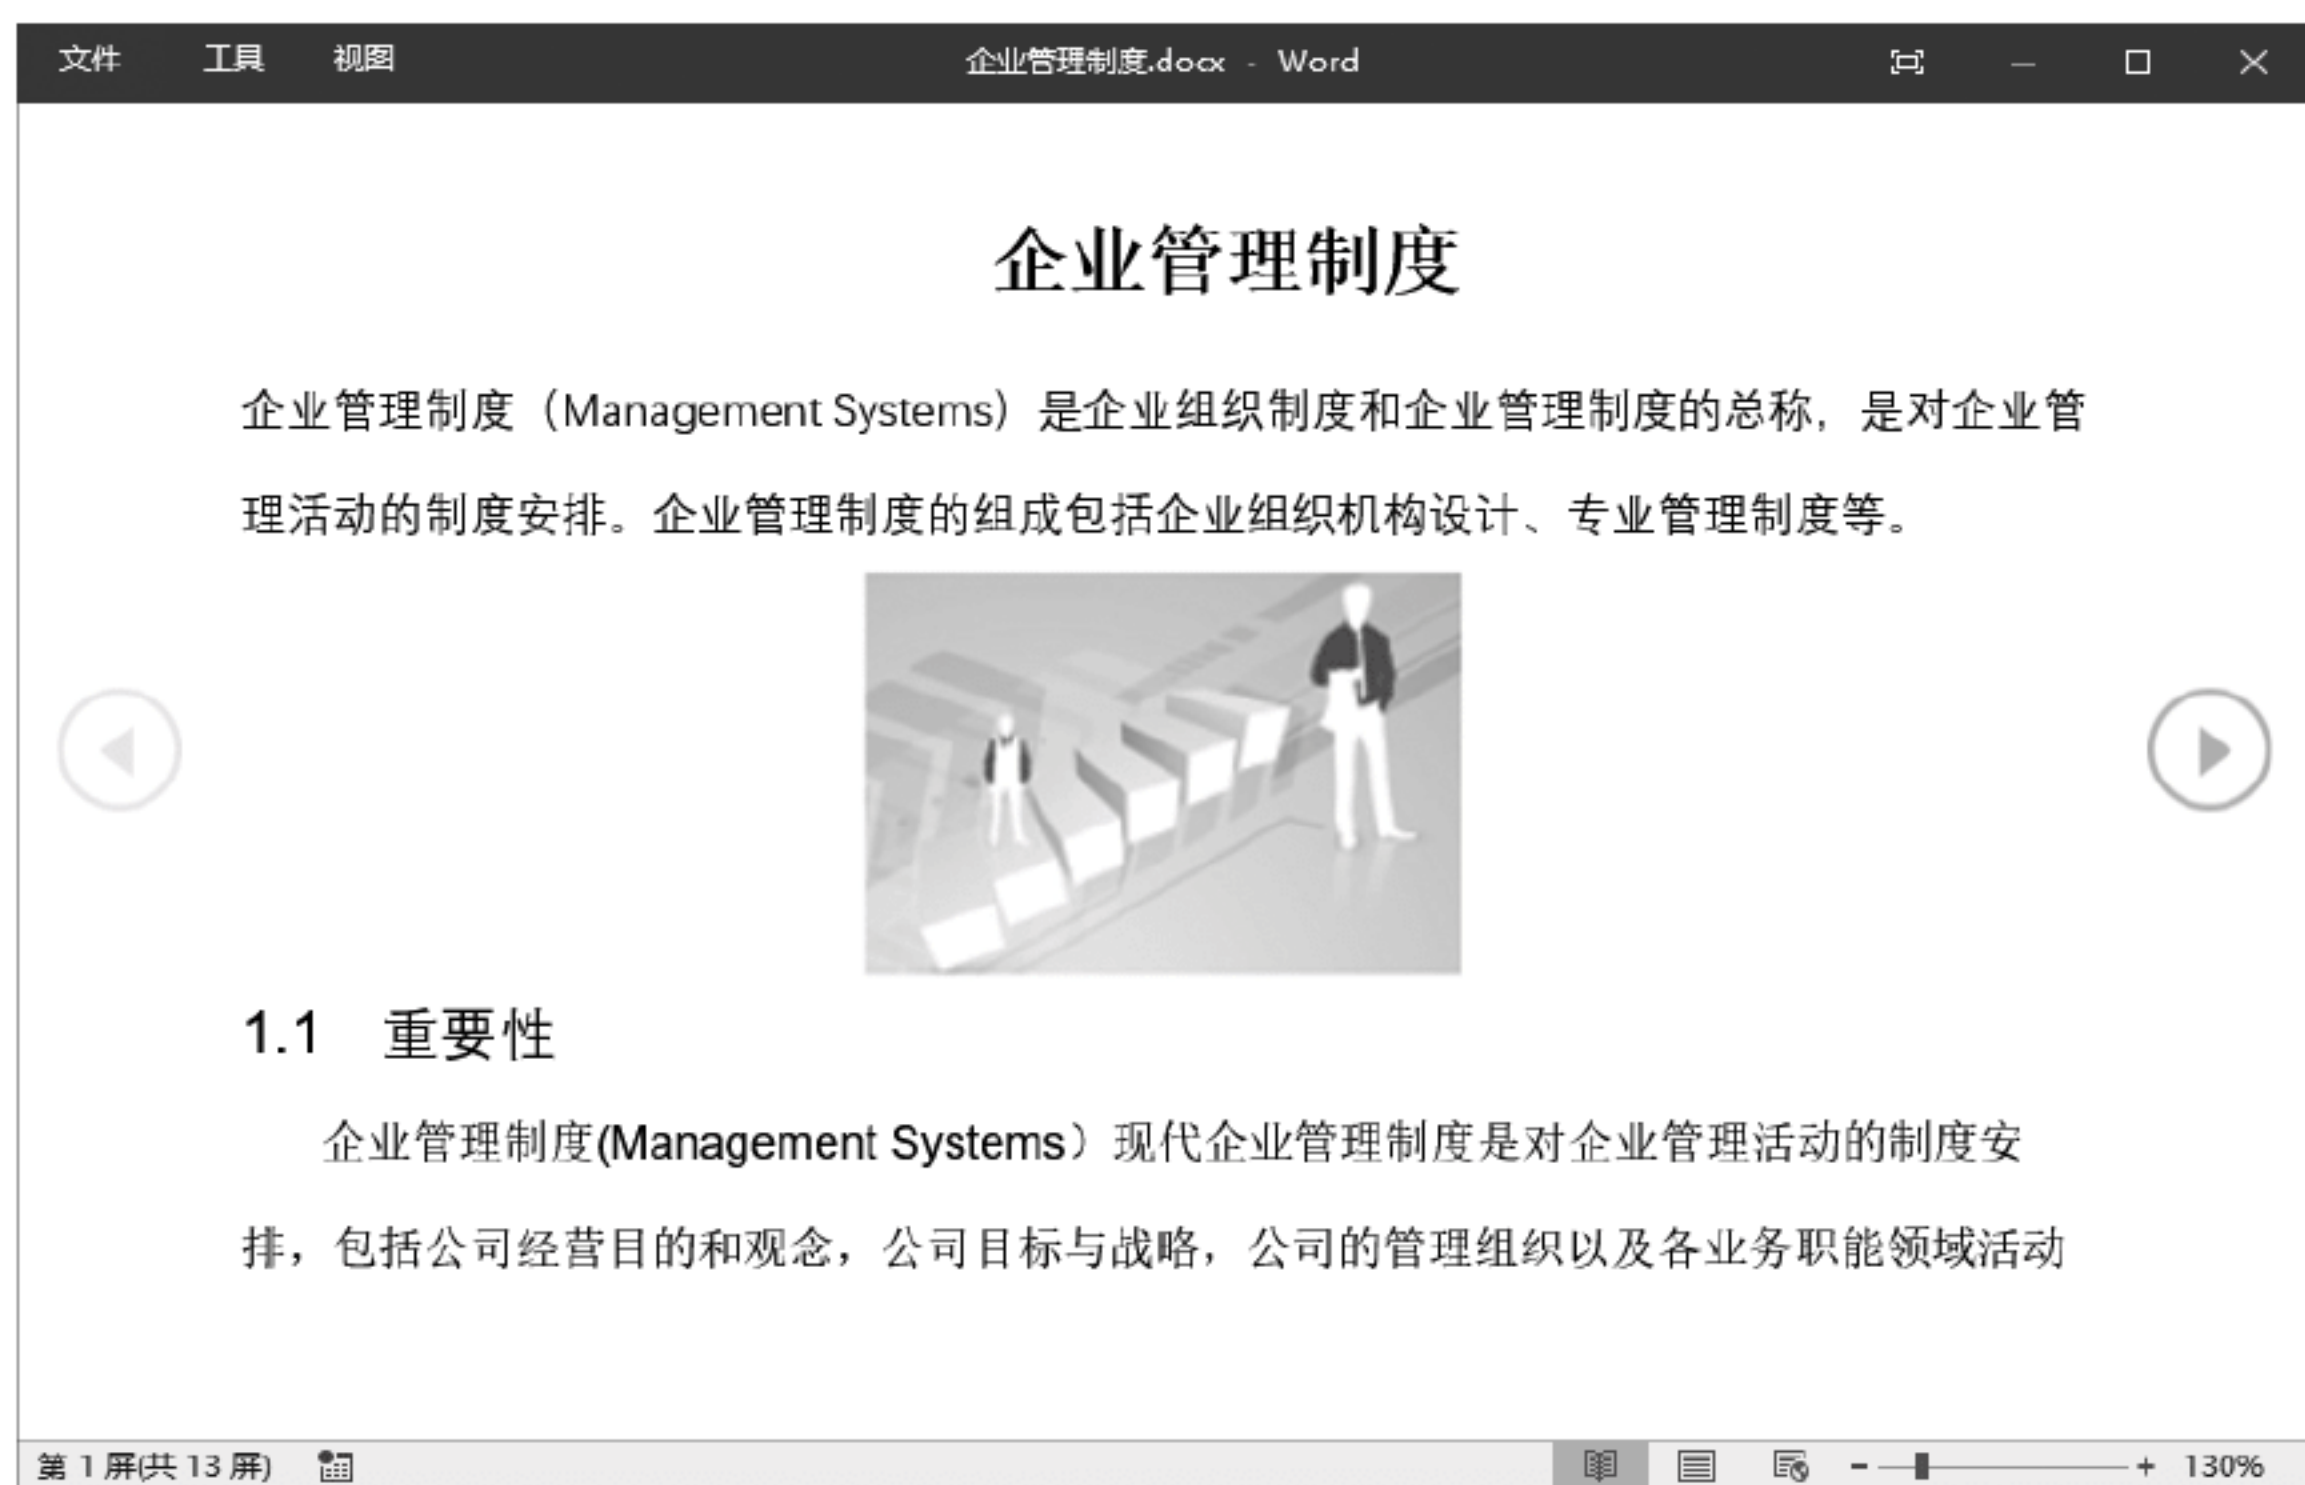 文件 工具 视图 企业管理制度.docx - Word
企业管理制度
企业管理制度（Management Systems）是企业组织制度和企业管理制度的总称，是对企业管
理活动的制度安排。企业管理制度的组成包括企业组织机构设计、专业管理制度等。
1.1 重要性
企业管理制度(Management Systems）现代企业管理制度是对企业管理活动的制度安
排，包括公司经营目的和观念，公司目标与战略，公司的管理组织以及各业务职能领域活动
第 1 屏(共 13 屏) 130%